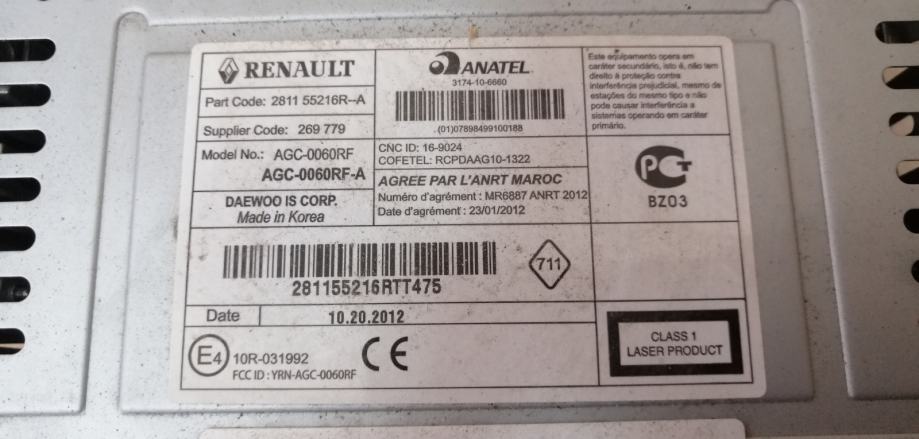 RENAULT
Part Code: 2811 55216R--A
Supplier Code: 269 779
Model No.: AGC-0060RF
AGC-0060RF-A
DAEWOO IS CORP.
Made in Korea
ANATEL
3174-10-6660
(01)07898499100188
CNC ID: 16-9024
COFETEL: RCPDAAG10-1322
AGREE PAR L'ANRT MAROC
Numéro d'agrément : MR6887 ANRT 2012
Date d'agrément : 23/01/2012
Este equipamento opera em
caráter secundário, isto é, não tem
direito à proteção contra
interferência prejudicial, mesmo de
estações do mesmo tipo e não
pode causar interferência a
sistemas operando em caráter
primário.
РСТ
BZ03
281155216RTT475
711
Date 10.20.2012
E4 10R-031992
FCC ID : YRN-AGC-0060RF
CE
CLASS 1
LASER PRODUCT